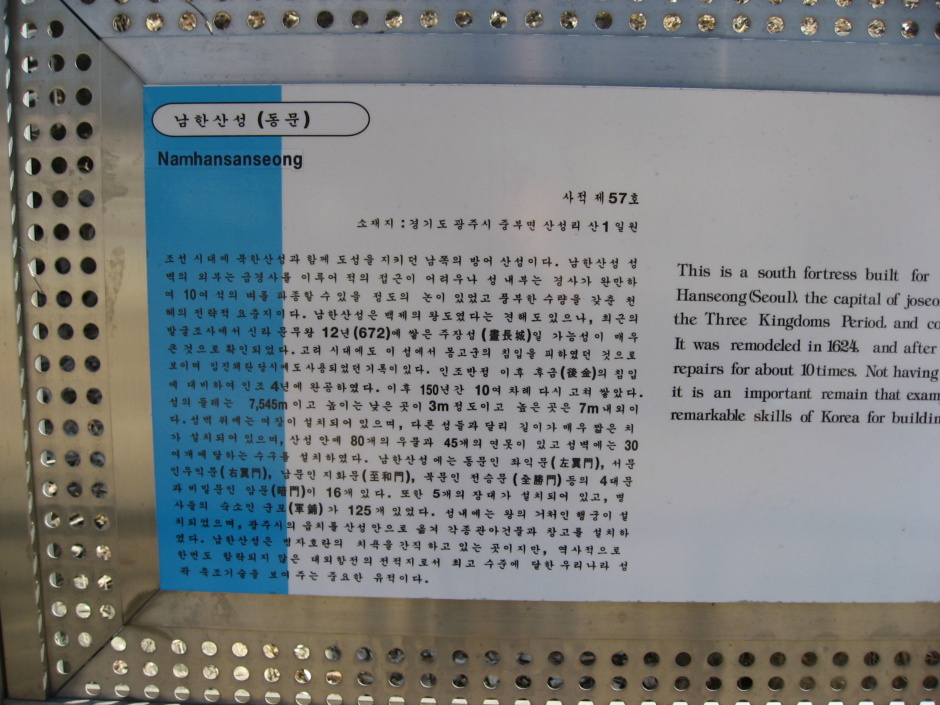 남한산성 (동문)
Namhansanseong
사적 제57호
소재지 : 경기도 광주시 중부면 산성리 산1 일원
조선 시대에 북한산성과 함께 도성을 지키던 남쪽의 방어 산성이다. 남한산성 성
벽의 외부는 급경사를 이루어 적의 접근이 어려우나 성 내부는 경사가 완만하
며 10여 석의 벼를 파종할 수 있을 정도의 논이 있었고 풍부한 수량을 갖춘 천
혜의 전략적 요충지이다. 남한산성은 백제의 왕도였다는 견해도 있으나, 최근의
발굴조사에서 신라 문무왕 12년(672)에 쌓은 주장성(晝長城)일 가능성이 매우
큰 것으로 확인되었다. 고려 시대에도 이 성에서 몽고군의 침입을 피하였던 것으로
보이며 임진왜란 당시에도 사용되었던 기록이 있다. 인조반정 이후 후금(後金)의 침입
에 대비하여 인조 4년에 완공하였다. 이후 150년간 10여 차례 다시 고쳐 쌓았다.
성의 둘레는 7,545m 이고 높이는 낮은 곳이 3m 정도이고 높은 곳은 7m 내외이
다. 성벽 위에는 여장이 설치되어 있으며, 다른 성들과 달리 길이가 매우 짧은 치
가 설치되어 있으며, 산성 안에 80개의 우물과 45개의 연못이 있고 성벽에는 30
여개에 달하는 수구를 설치하였다. 남한산성에는 동문인 좌익문(左翼門), 서문
인 우익문(右翼門), 남문인 지화문(至和門), 북문인 전승문(全勝門) 등의 4대문
과 비밀문인 암문(暗門)이 16개 있다. 또한 5개의 장대가 설치되어 있고, 병
사들의 숙소인 군포(軍鋪)가 125개 있었다. 성내에는 왕의 거처인 행궁이 설
치되었으며, 광주시의 읍치를 산성안으로 옮겨 각종관아건물과 창고를 설치하
였다. 남한산성은 병자호란의 치욕을 간직하고 있는 곳이지만, 역사적으로
한번도 함락되지 않은 대외항전의 전적지로서 최고 수준에 달한 우리나라 성
곽 축조기술을 보여 주는 중요한 유적이다.
This is a south fortress built for
Hanseong(Seoul), the capital of joseo
the Three Kingdoms Period, and co
It was remodeled in 1624, and after
repairs for about 10times. Not having
it is an important remain that exam
remarkable skills of Korea for buildin